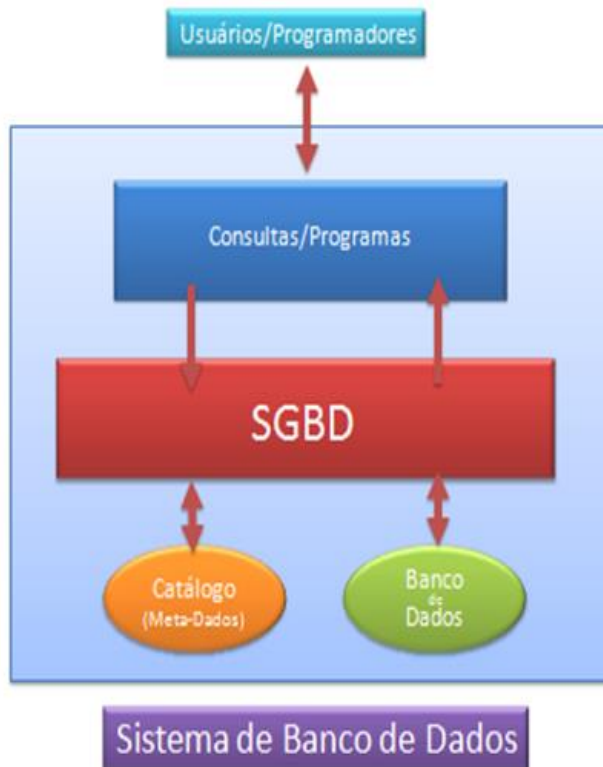 Usuários/Programadores
Consultas/Programas
SGBD
Catálogo
(Meta-Dados)
Banco
de
Dados
Sistema de Banco de Dados